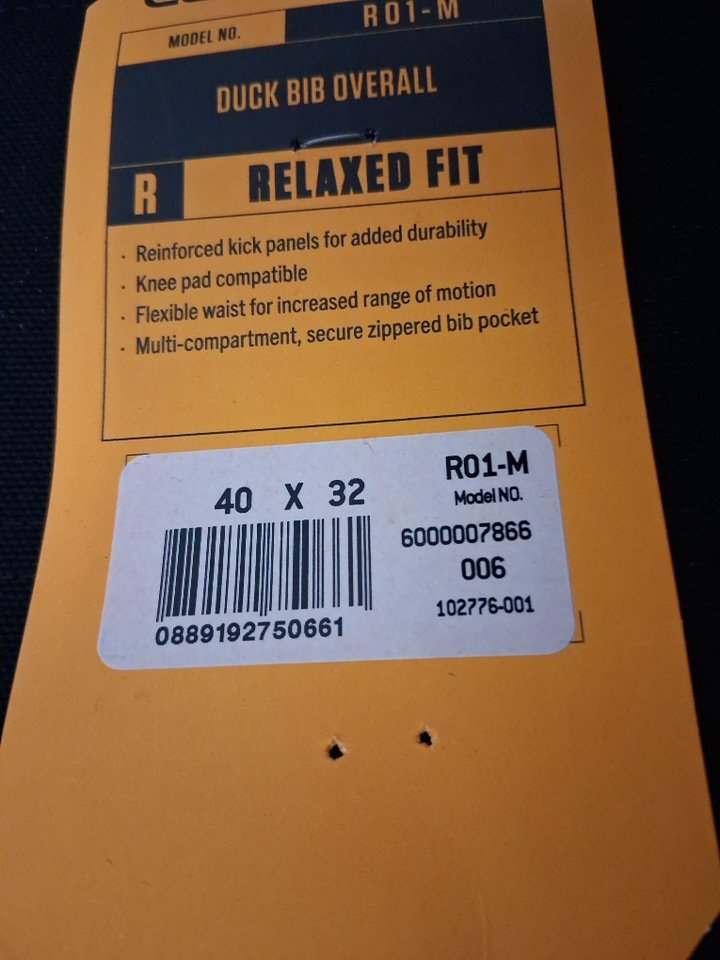 MODEL NO.
R01-M
DUCK BIB OVERALL
R RELAXED FIT
· Reinforced kick panels for added durability
· Knee pad compatible
· Flexible waist for increased range of motion
· Multi-compartment, secure zippered bib pocket
40 X 32
R01-M
Model NO.
6000007866
006
102776-001
0889192750661